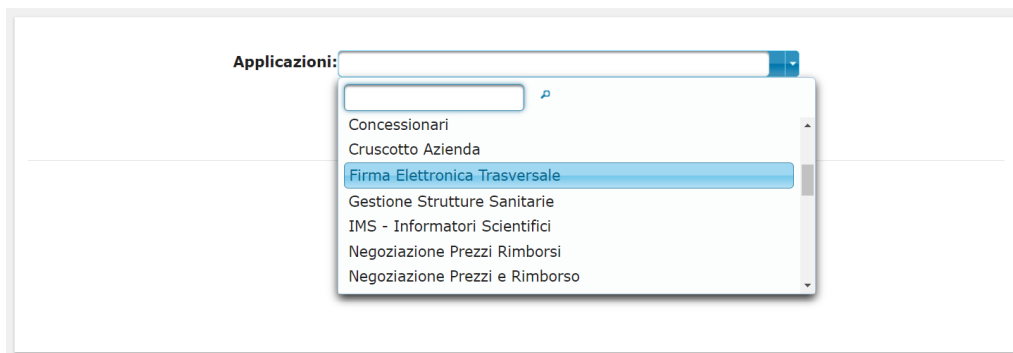 Applicazioni:
Concessionari
Cruscotto Azienda
Firma Elettronica Trasversale
Gestione Strutture Sanitarie
IMS - Informatori Scientifici
Negoziazione Prezzi Rimborsi
Negoziazione Prezzi e Rimborso